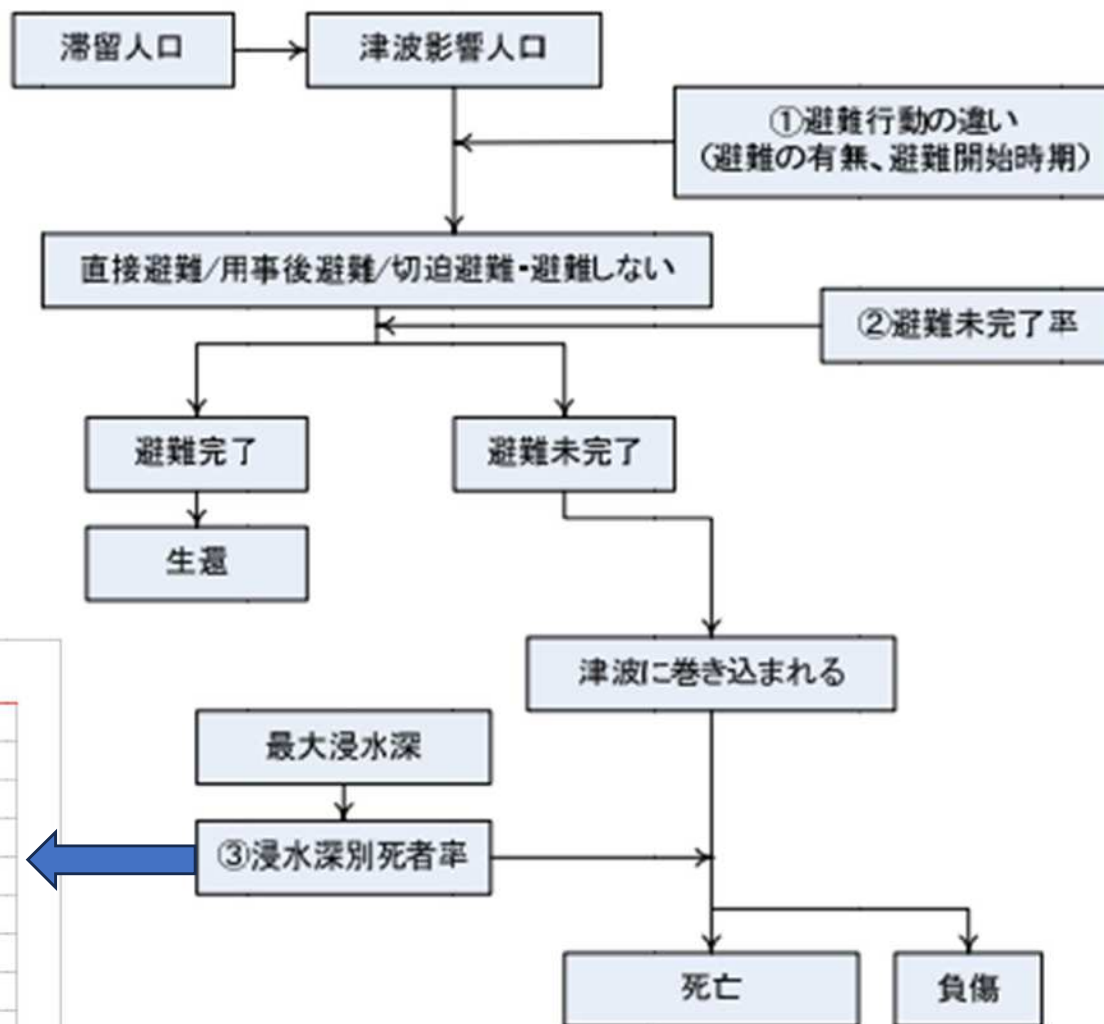 滞留人口
津波影響人口
①避難行動の違い
（避難の有無、避難開始時期）
直接避難/用事後避難/切迫避難・避難しない
②避難未完了率
避難完了
避難未完了
生還
津波に巻き込まれる
最大浸水深
③浸水深別死者率
死亡
負傷